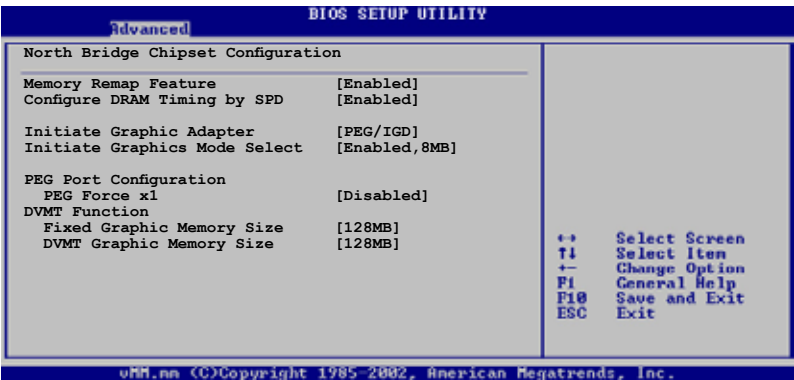 BIOS SETUP UTILITY
Advanced
North Bridge Chipset Configuration
Memory Remap Feature [Enabled]
Configure DRAM Timing by SPD [Enabled]
Initiate Graphic Adapter [PEG/IGD]
Initiate Graphics Mode Select [Enabled,8MB]
PEG Port Configuration
PEG Force x1 [Disabled]
DVMT Function
Fixed Graphic Memory Size [128MB]
DVMT Graphic Memory Size [128MB]
↔ Select Screen
↑↓ Select Item
+- Change Option
F1 General Help
F10 Save and Exit
ESC Exit
vMM.mm (C)Copyright 1985-2002, American Megatrends, Inc.